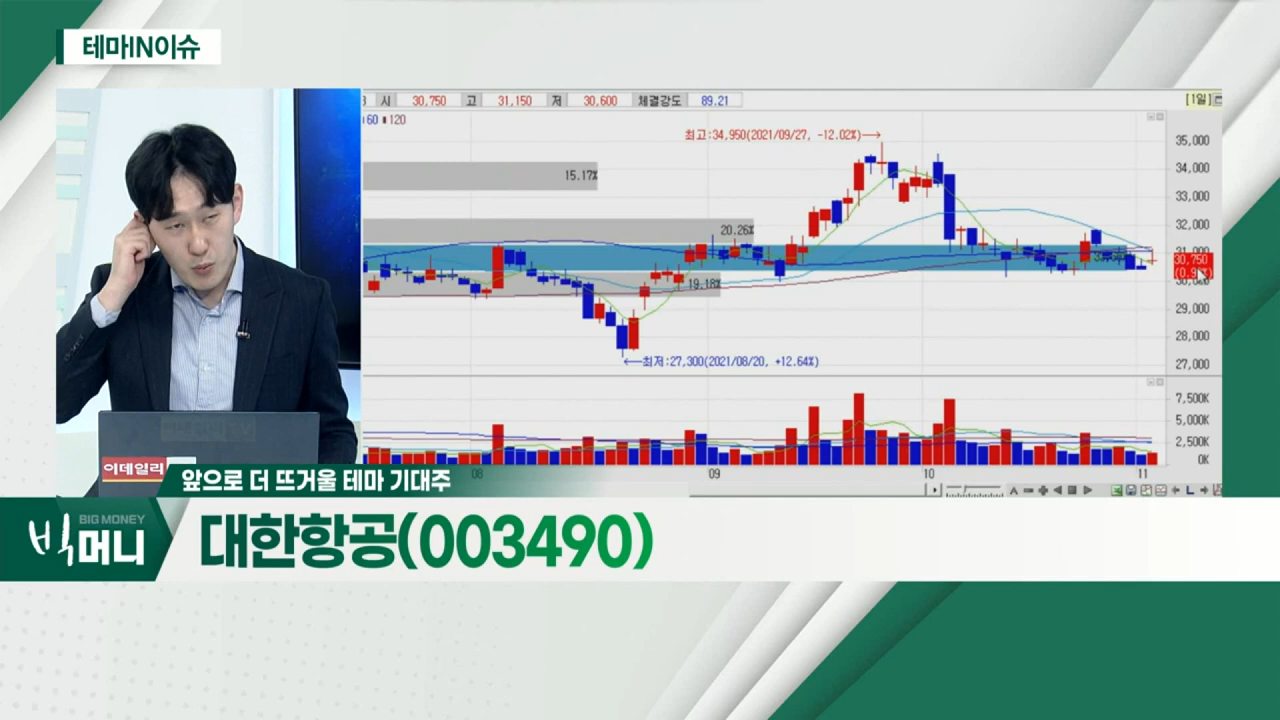 테마IN이슈
시 30,750 고 31,150 저 30,600 체결강도 89.21 [1일]
60 120
최고:34,950(2021/09/27, -12.02%)→
15.17%
20.26%
19.18%
←최저:27,300(2021/08/20, +12.64%)
35,000
34,000
33,000
32,000
31,000
30,750
29,000
28,000
27,000
7,500K
5,000K
2,500K
0K
08 09 10 11
이데일리
앞으로 더 뜨거울 테마 기대주
BIG MONEY
빅머니
대한항공(003490)